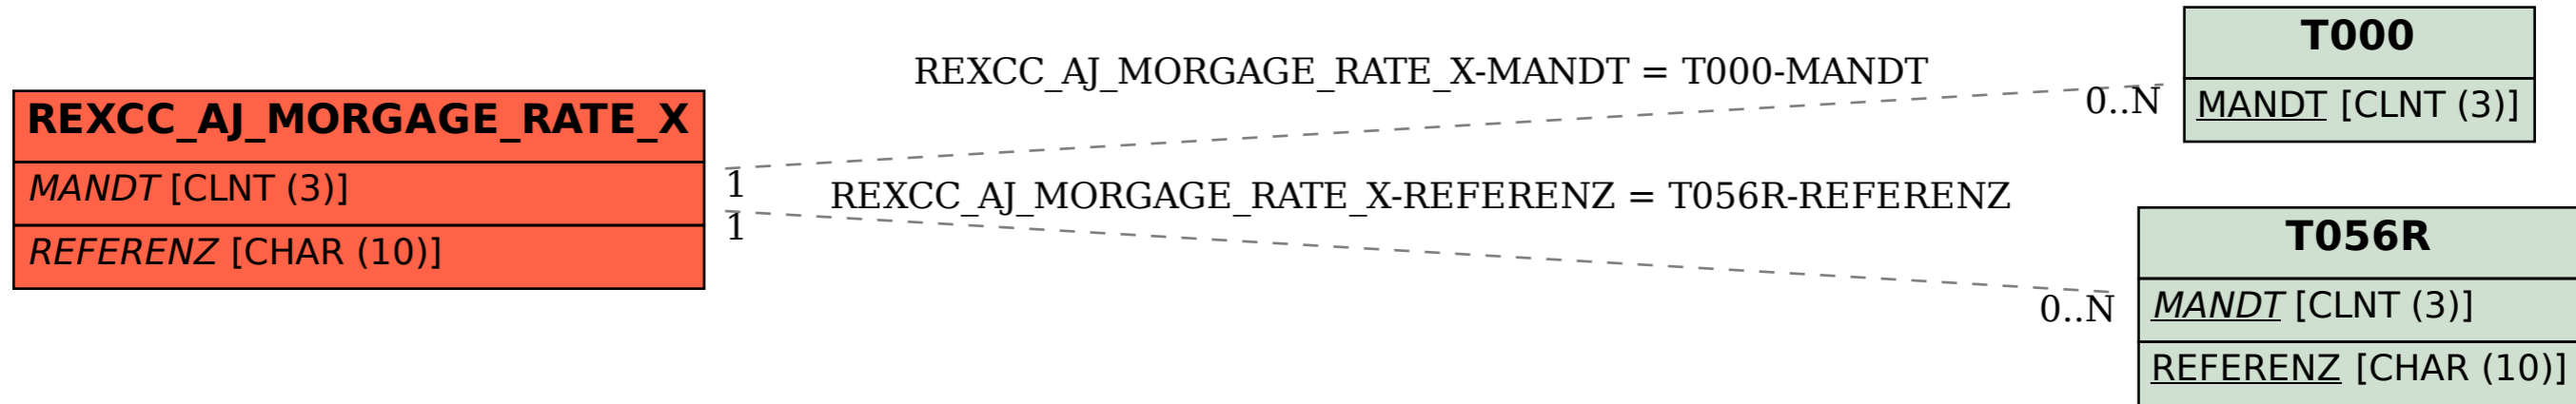 REXCC_AJ_MORGAGE_RATE_X
MANDT [CLNT (3)]
REFERENZ [CHAR (10)]
REXCC_AJ_MORGAGE_RATE_X-MANDT = T000-MANDT
1
0..N
REXCC_AJ_MORGAGE_RATE_X-REFERENZ = T056R-REFERENZ
1
0..N
T000
MANDT [CLNT (3)]
T056R
MANDT [CLNT (3)]
REFERENZ [CHAR (10)]